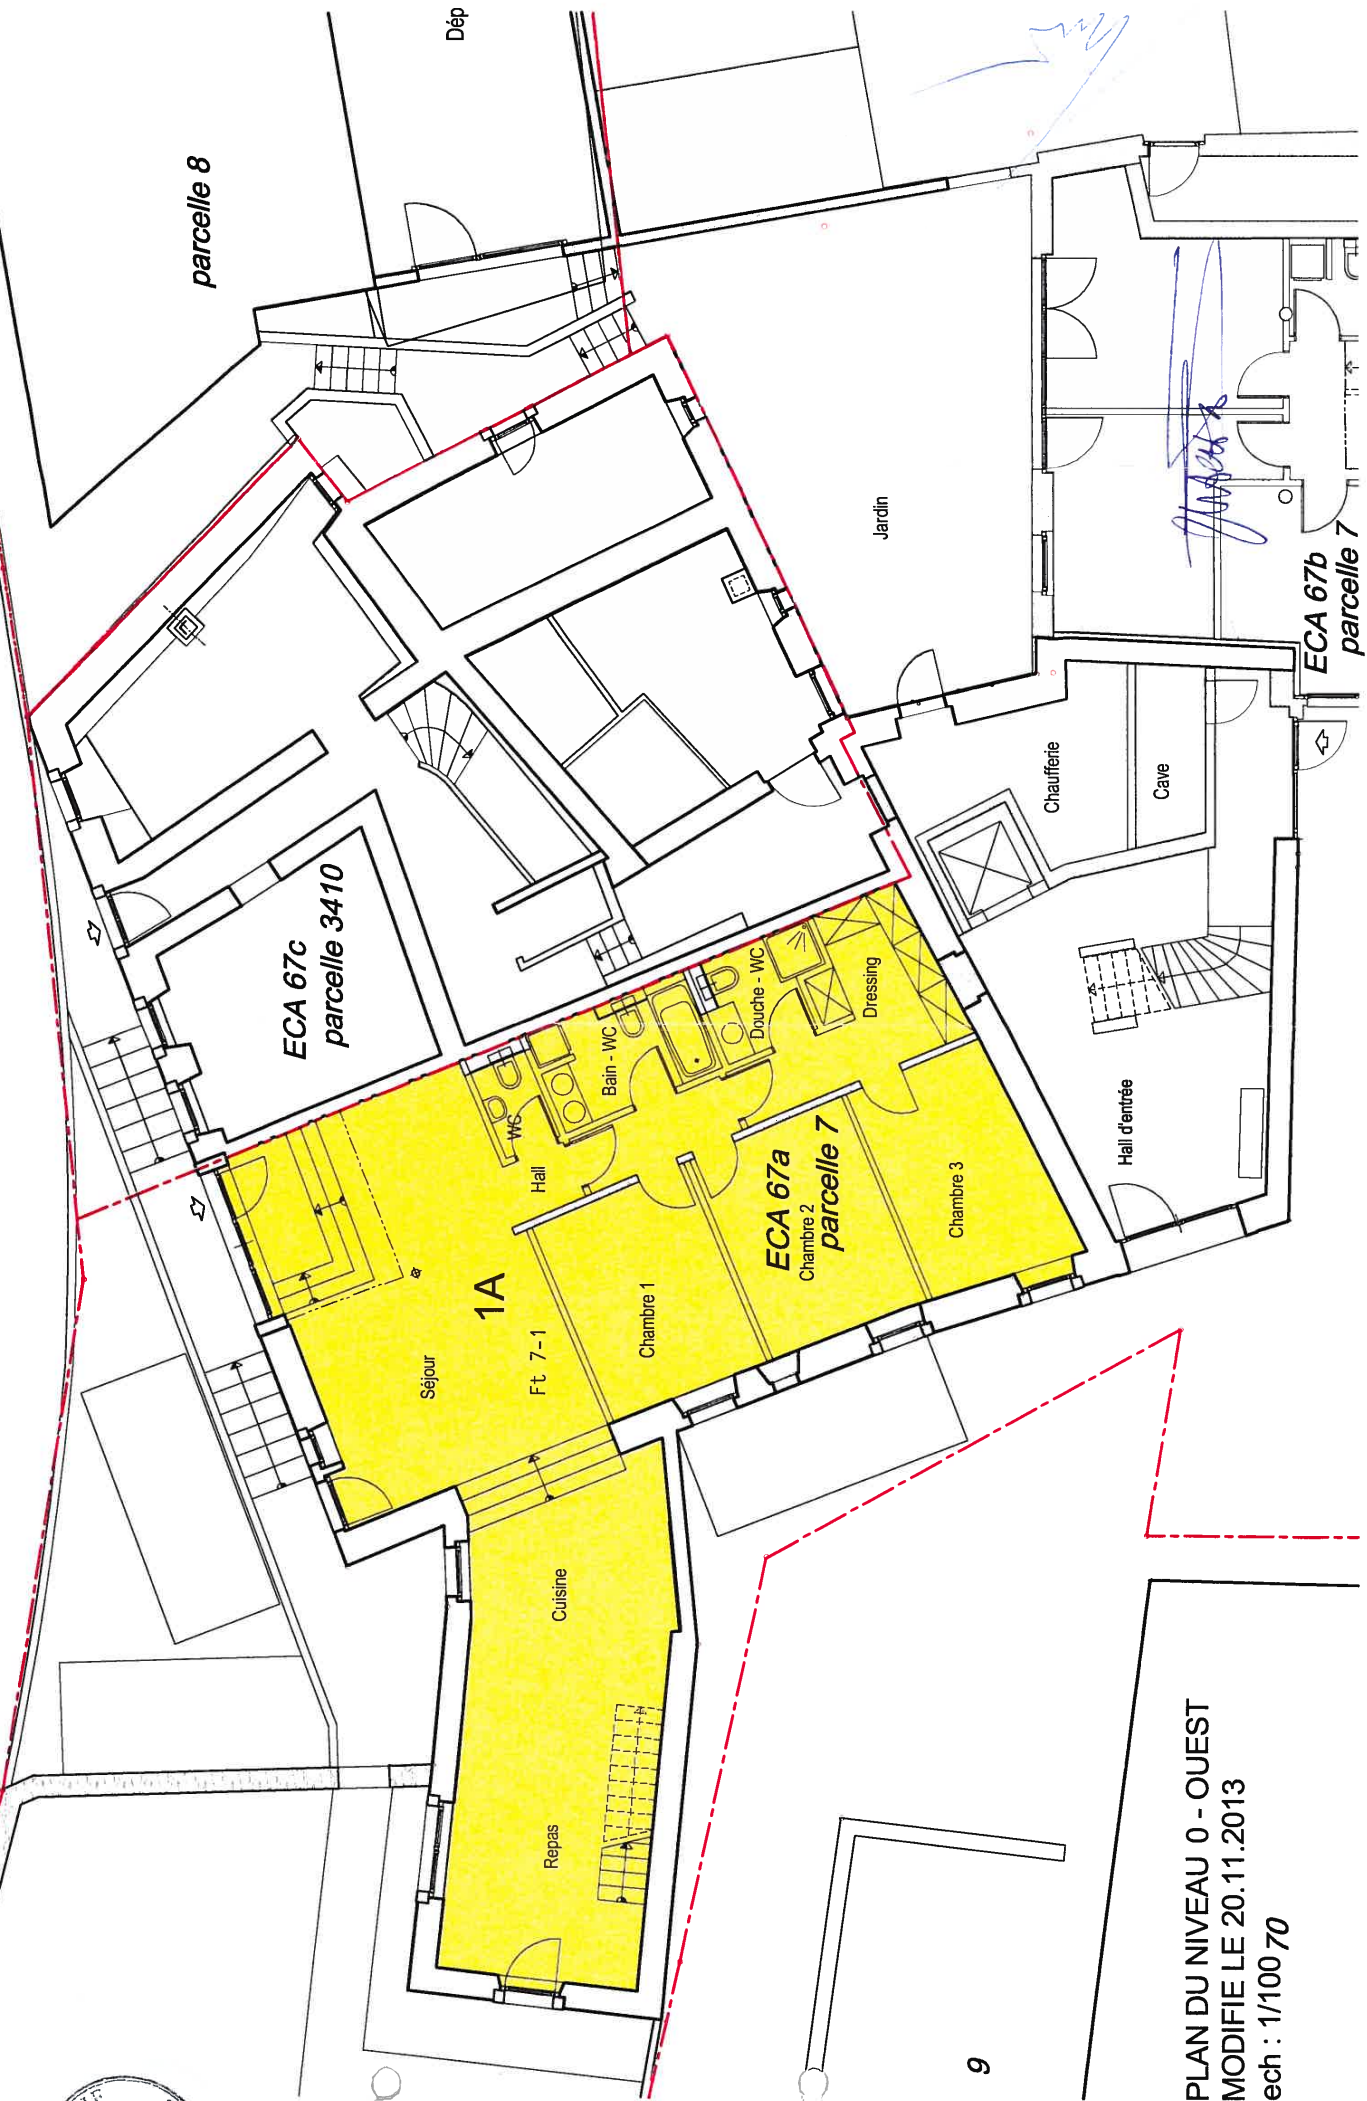 Dép
parcelle 8
Jardin
ECA 67b
parcelle 7
Chaufferie
Cave
ECA 67c
parcelle 3410
Bain - WC
Douche - WC
Dressing
WC
Hall
Hall d'entrée
ECA 67a
Chambre 2
parcelle 7
Chambre 3
1A
Ft 7-1
Séjour
Chambre 1
Cuisine
Repas
9
PLAN DU NIVEAU 0 - OUEST
MODIFIE LE 20.11.2013
ech : 1/100 70